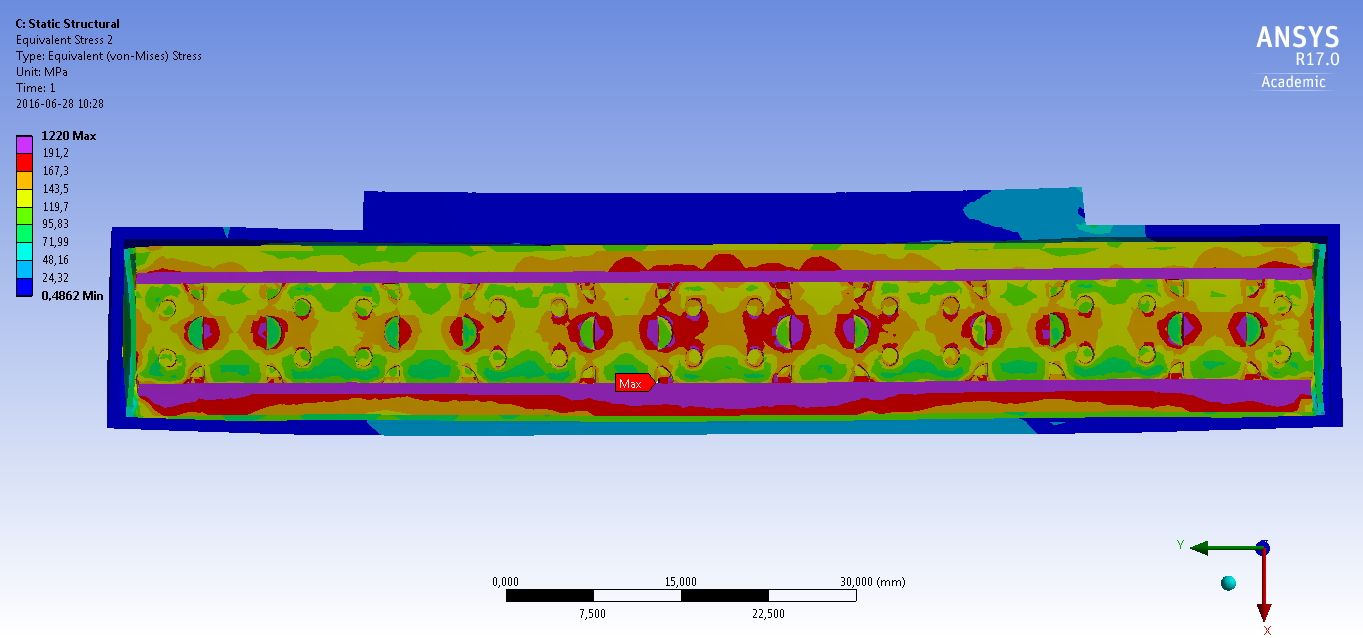 C: Static Structural
Equivalent Stress 2
Type: Equivalent (von-Mises) Stress
Unit: MPa
Time: 1
2016-06-28 10:28
ANSYS
R17.0
Academic
1220 Max
191,2
167,3
143,5
119,7
95,83
71,99
48,16
24,32
0,4862 Min
Max
Y
X
0,000 15,000 30,000 (mm)
7,500 22,500